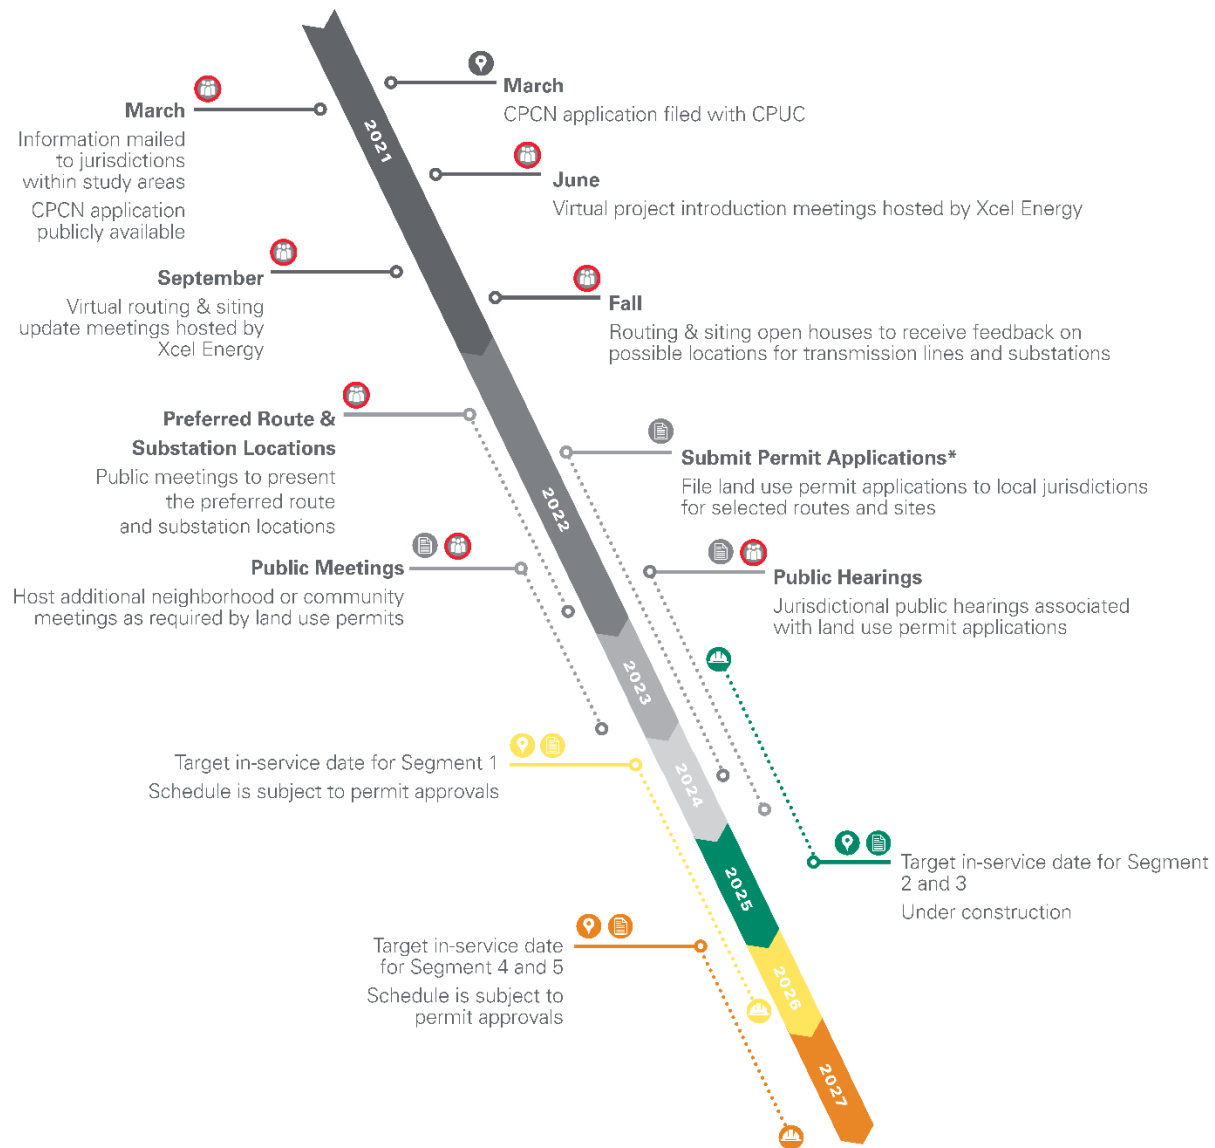 March
CPCN application filed with CPUC
March
Information mailed
to jurisdictions
within study areas
CPCN application
publicly available
2021
June
Virtual project introduction meetings hosted by Xcel Energy
September
Virtual routing & siting
update meetings hosted by
Xcel Energy
Fall
Routing & siting open houses to receive feedback on
possible locations for transmission lines and substations
Preferred Route &
Substation Locations
Public meetings to present
the preferred route
and substation locations
2022
Submit Permit Applications*
File land use permit applications to local jurisdictions
for selected routes and sites
Public Meetings
Host additional neighborhood or community
meetings as required by land use permits
Public Hearings
Jurisdictional public hearings associated
with land use permit applications
2023
Target in-service date for Segment 1
Schedule is subject to permit approvals
2024
Target in-service date for Segment
2 and 3
Under construction
2025
Target in-service date
for Segment 4 and 5
Schedule is subject to
permit approvals
2026
2027